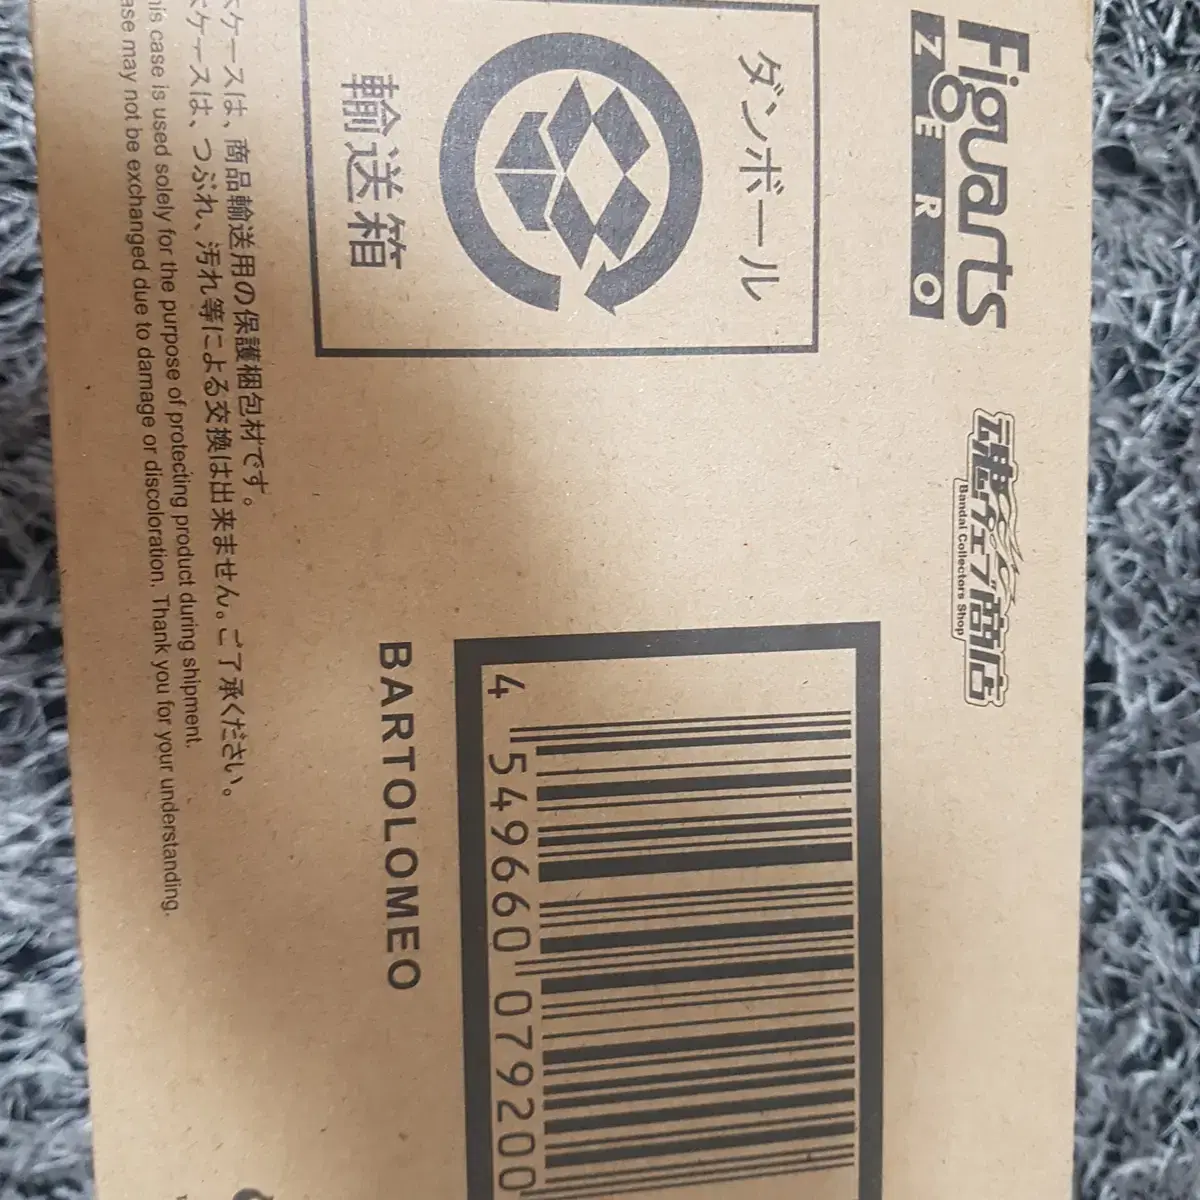 Figuarts
ZERO
魂ウェブ商店
Bandai Collectors Shop
ダンボール
輸送箱
4 549660 079200
BARTOLOMEO
ケースは、商品輸送用の保護梱包材です。
ケースは、つぶれ、汚れ等による交換は出来ません。ご了承ください。
case is used solely for the purpose of protecting product during shipment.
may not be exchanged due to damage or discoloration. Thank you for your understanding.